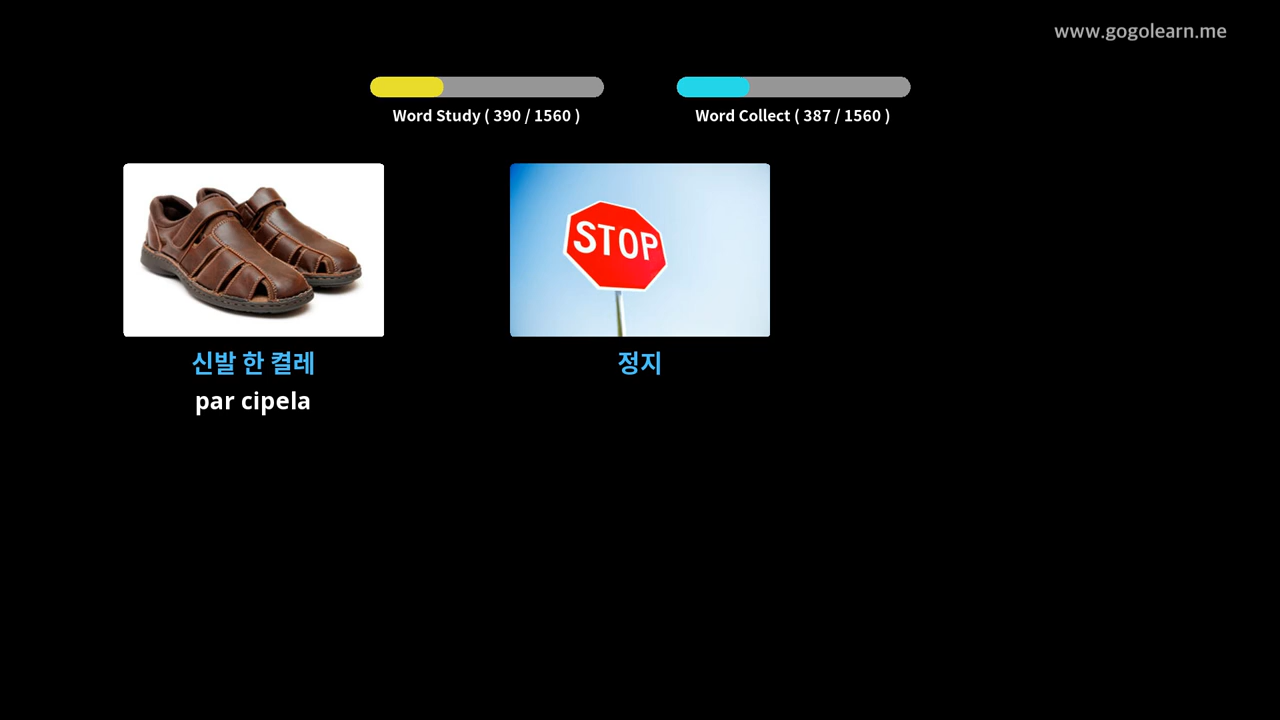 www.gogolearn.me
Word Study ( 390 / 1560 )
Word Collect ( 387 / 1560 )
STOP
신발 한 켤레
정지
par cipela